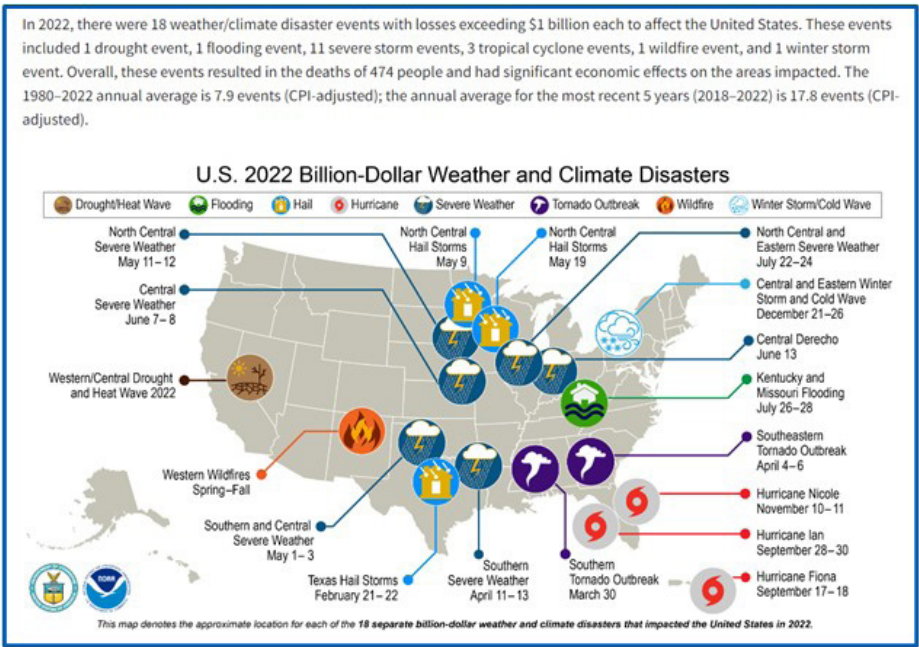 In 2022, there were 18 weather/climate disaster events with losses exceeding $1 billion each to affect the United States. These events
included 1 drought event, 1 flooding event, 11 severe storm events, 3 tropical cyclone events, 1 wildfire event, and 1 winter storm
event. Overall, these events resulted in the deaths of 474 people and had significant economic effects on the areas impacted. The
1980–2022 annual average is 7.9 events (CPI-adjusted); the annual average for the most recent 5 years (2018–2022) is 17.8 events (CPI-
adjusted).
U.S. 2022 Billion-Dollar Weather and Climate Disasters
Drought/Heat Wave Flooding Hail Hurricane Severe Weather Tornado Outbreak Wildfire Winter Storm/Cold Wave
North Central
Severe Weather
May 11–12
North Central
Hail Storms
May 9
North Central
Hail Storms
May 19
North Central and
Eastern Severe Weather
July 22–24
Central
Severe Weather
June 7–8
Central and Eastern Winter
Storm and Cold Wave
December 21–26
Central Derecho
June 13
Western/Central Drought
and Heat Wave 2022
Kentucky and
Missouri Flooding
July 26–28
Southeastern
Tornado Outbreak
April 4–6
Western Wildfires
Spring–Fall
Hurricane Nicole
November 10–11
Southern and Central
Severe Weather
May 1–3
Hurricane Ian
September 28–30
Texas Hail Storms
February 21–22
Southern
Severe Weather
April 11–13
Southern
Tornado Outbreak
March 30
Hurricane Fiona
September 17–18
NOAA
This map denotes the approximate location for each of the 18 separate billion-dollar weather and climate disasters that impacted the United States in 2022.